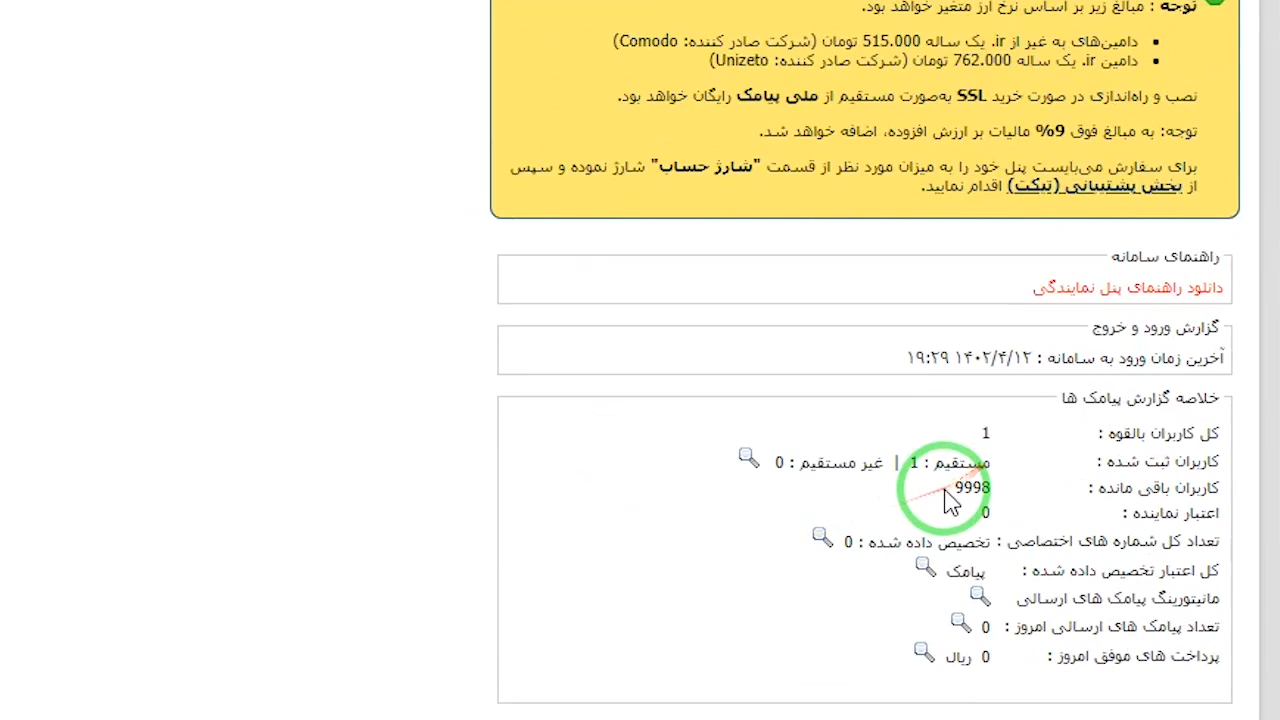 توجه : مبالغ زیر بر اساس نرخ ارز متغیر خواهد بود.
دامین‌های به غیر از ir. یک ساله 515.000 تومان (شرکت صادر کننده: Comodo)
دامین ir. یک ساله 762.000 تومان (شرکت صادر کننده: Unizeto)
نصب و راه‌اندازی در صورت خرید SSL به‌صورت مستقیم از ملی پیامک رایگان خواهد بود.
توجه: به مبالغ فوق 9% مالیات بر ارزش افزوده، اضافه خواهد شد.
برای سفارش می‌بایست پنل خود را به میزان مورد نظر از قسمت "شارژ حساب" شارژ نموده و سپس
از بخش پشتیبانی (تیکت) اقدام نمایید.
راهنمای سامانه
دانلود راهنمای پنل نمایندگی
گزارش ورود و خروج
آخرین زمان ورود به سامانه : ۱۴۰۲/۴/۱۲ ۱۹:۲۹
خلاصه گزارش پیامک ها
کل کاربران بالقوه : 1
کاربران ثبت شده : مستقیم : 1 | غیر مستقیم : 0
کاربران باقی مانده : 9998
اعتبار نماینده : 0
تعداد کل شماره های اختصاصی : تخصیص داده شده : 0
کل اعتبار تخصیص داده شده : پیامک
مانیتورینگ پیامک های ارسالی
تعداد پیامک های ارسالی امروز : 0
پرداخت های موفق امروز : 0 ریال